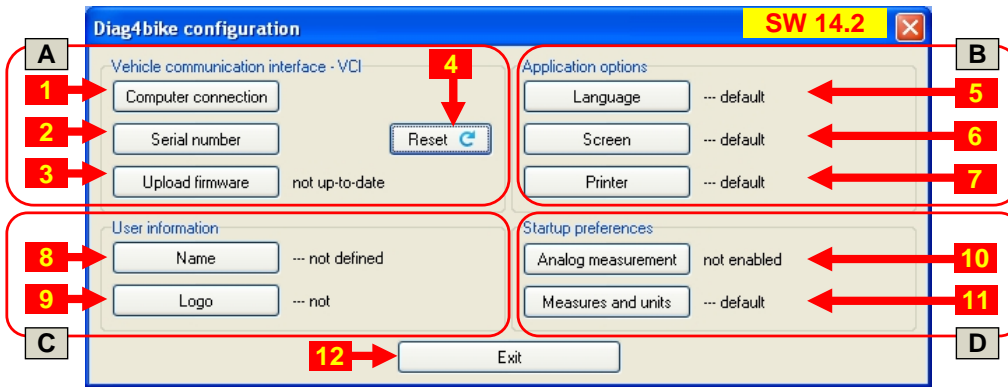 Diag4bike configuration
SW 14.2
A
Vehicle communication interface - VCI
4
Application options
B
1
Computer connection
Language
--- default
5
2
Serial number
Reset
Screen
--- default
6
3
Upload firmware
not up-to-date
Printer
--- default
7
User information
Startup preferences
8
Name
--- not defined
Analog measurement
not enabled
10
9
Logo
--- not
Measures and units
--- default
11
C
12
Exit
D